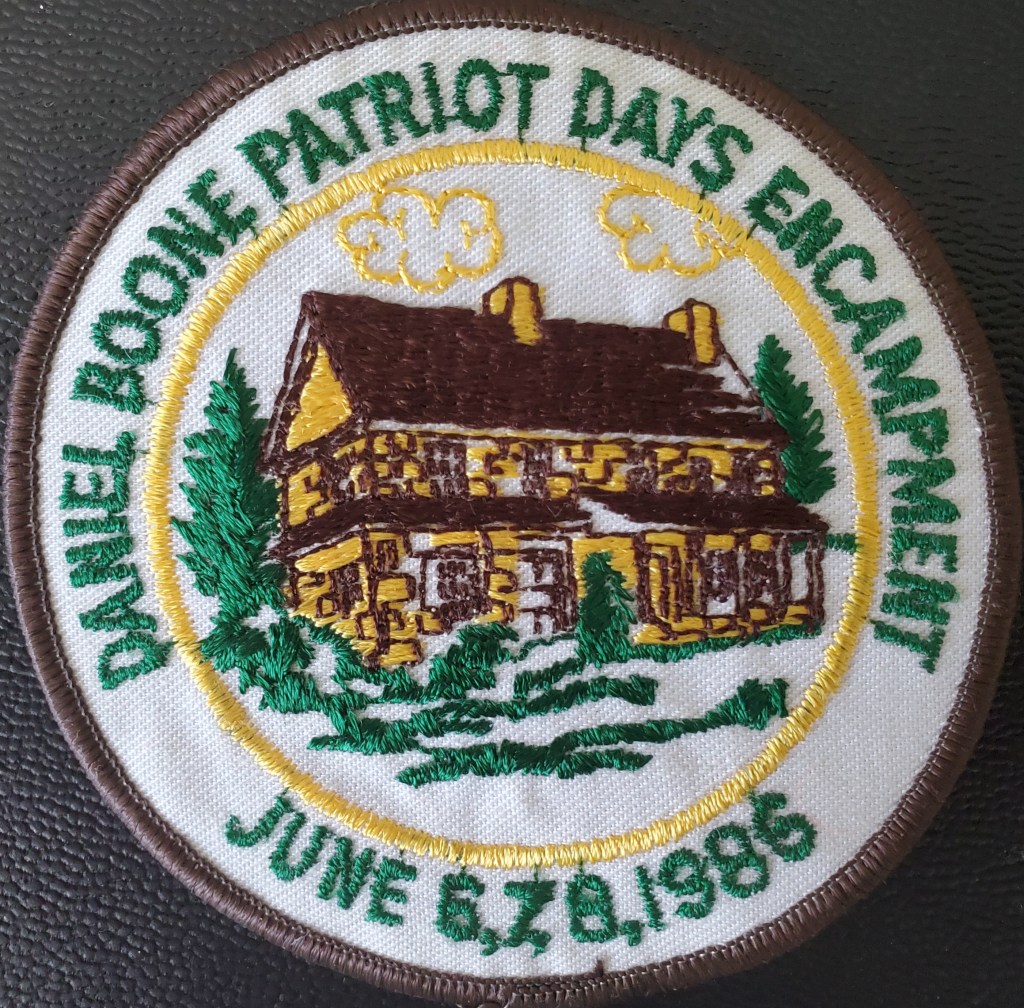 DANIEL BOONE PATRIOT DAYS ENCAMPMENT
JUNE 6,7,8,1986